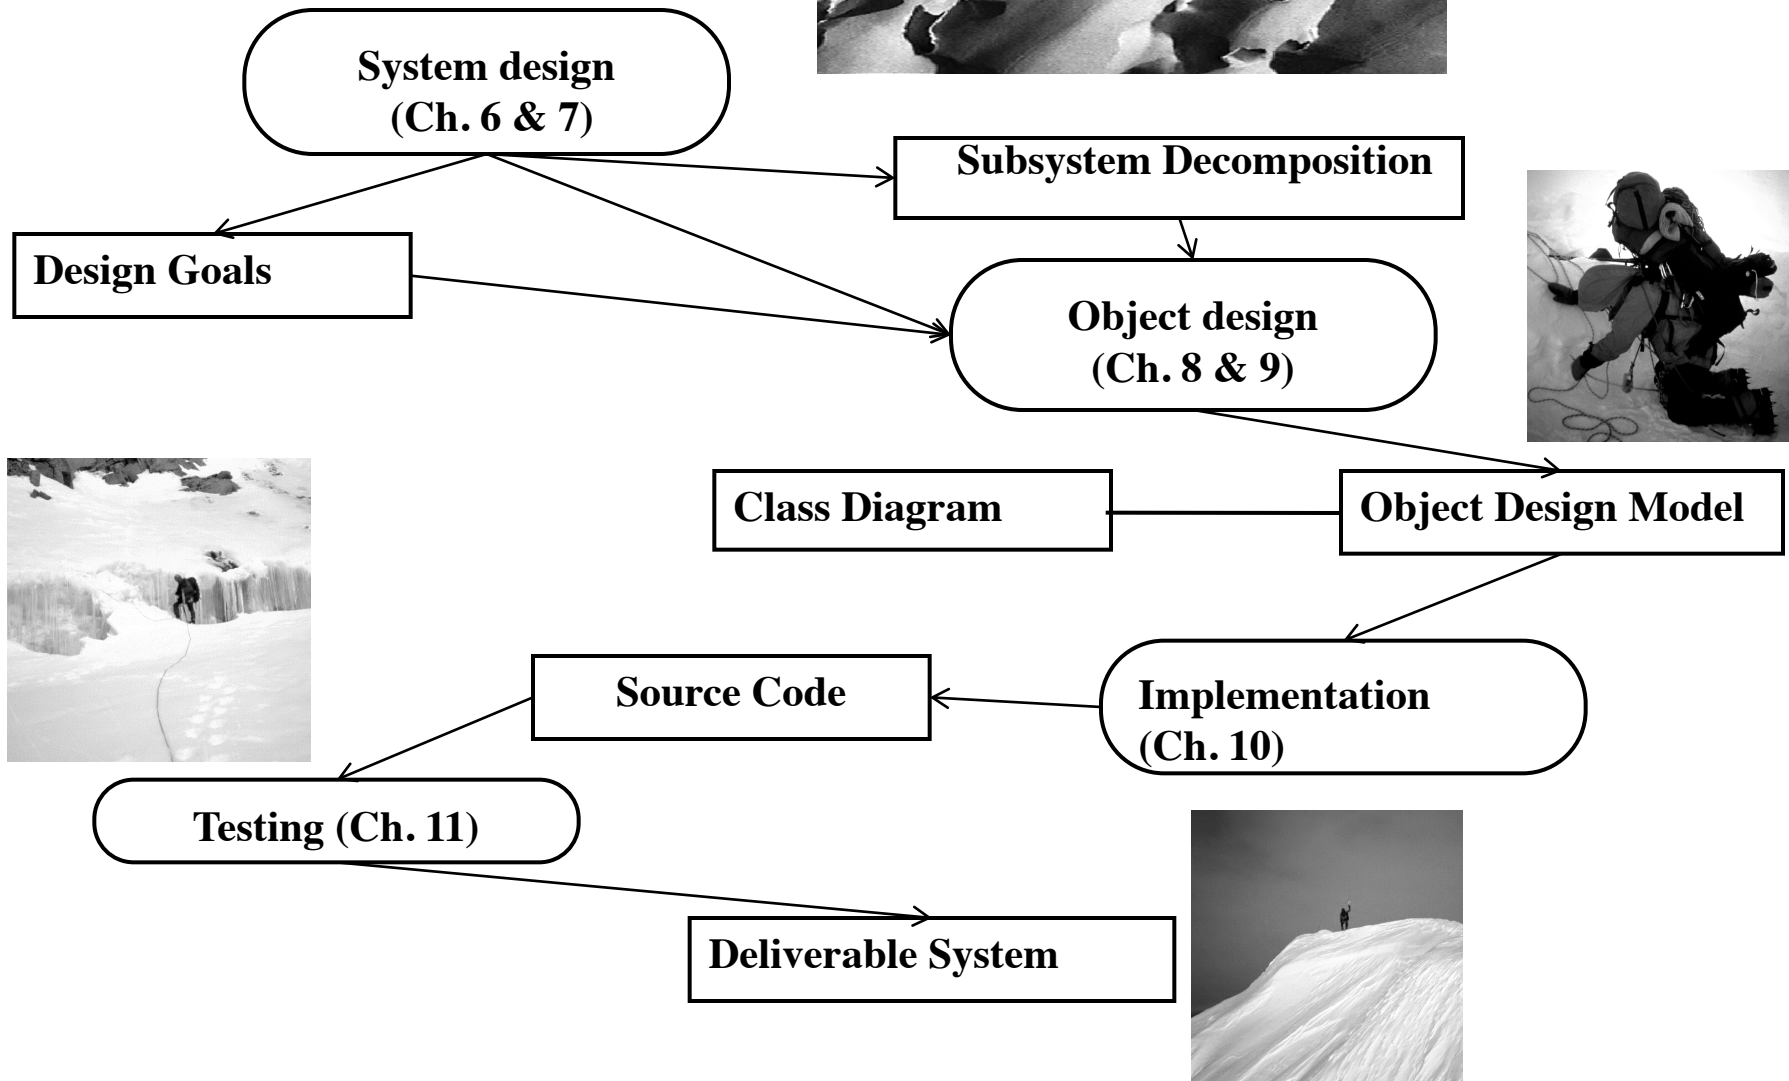 System design
(Ch. 6 & 7)
Subsystem Decomposition
Design Goals
Object design
(Ch. 8 & 9)
Class Diagram
Object Design Model
Source Code
Implementation
(Ch. 10)
Testing (Ch. 11)
Deliverable System